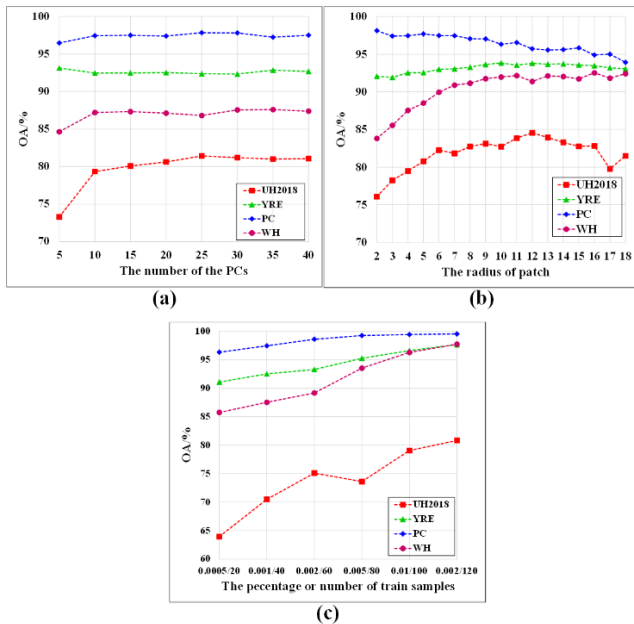 100
95
90
85
80
75
70
OA/%
5 10 15 20 25 30 35 40
The number of the PCs
UH2018
YRE
PC
WH
(a)
100
95
90
85
80
75
70
OA/%
2 3 4 5 6 7 8 9 10 11 12 13 14 15 16 17 18
The radius of patch
UH2018
YRE
PC
WH
(b)
100
95
90
85
80
75
70
65
60
OA/%
0.0005/20 0.001/40 0.002/60 0.005/80 0.01/100 0.002/120
The pecentage or number of train samples
UH2018
YRE
PC
WH
(c)